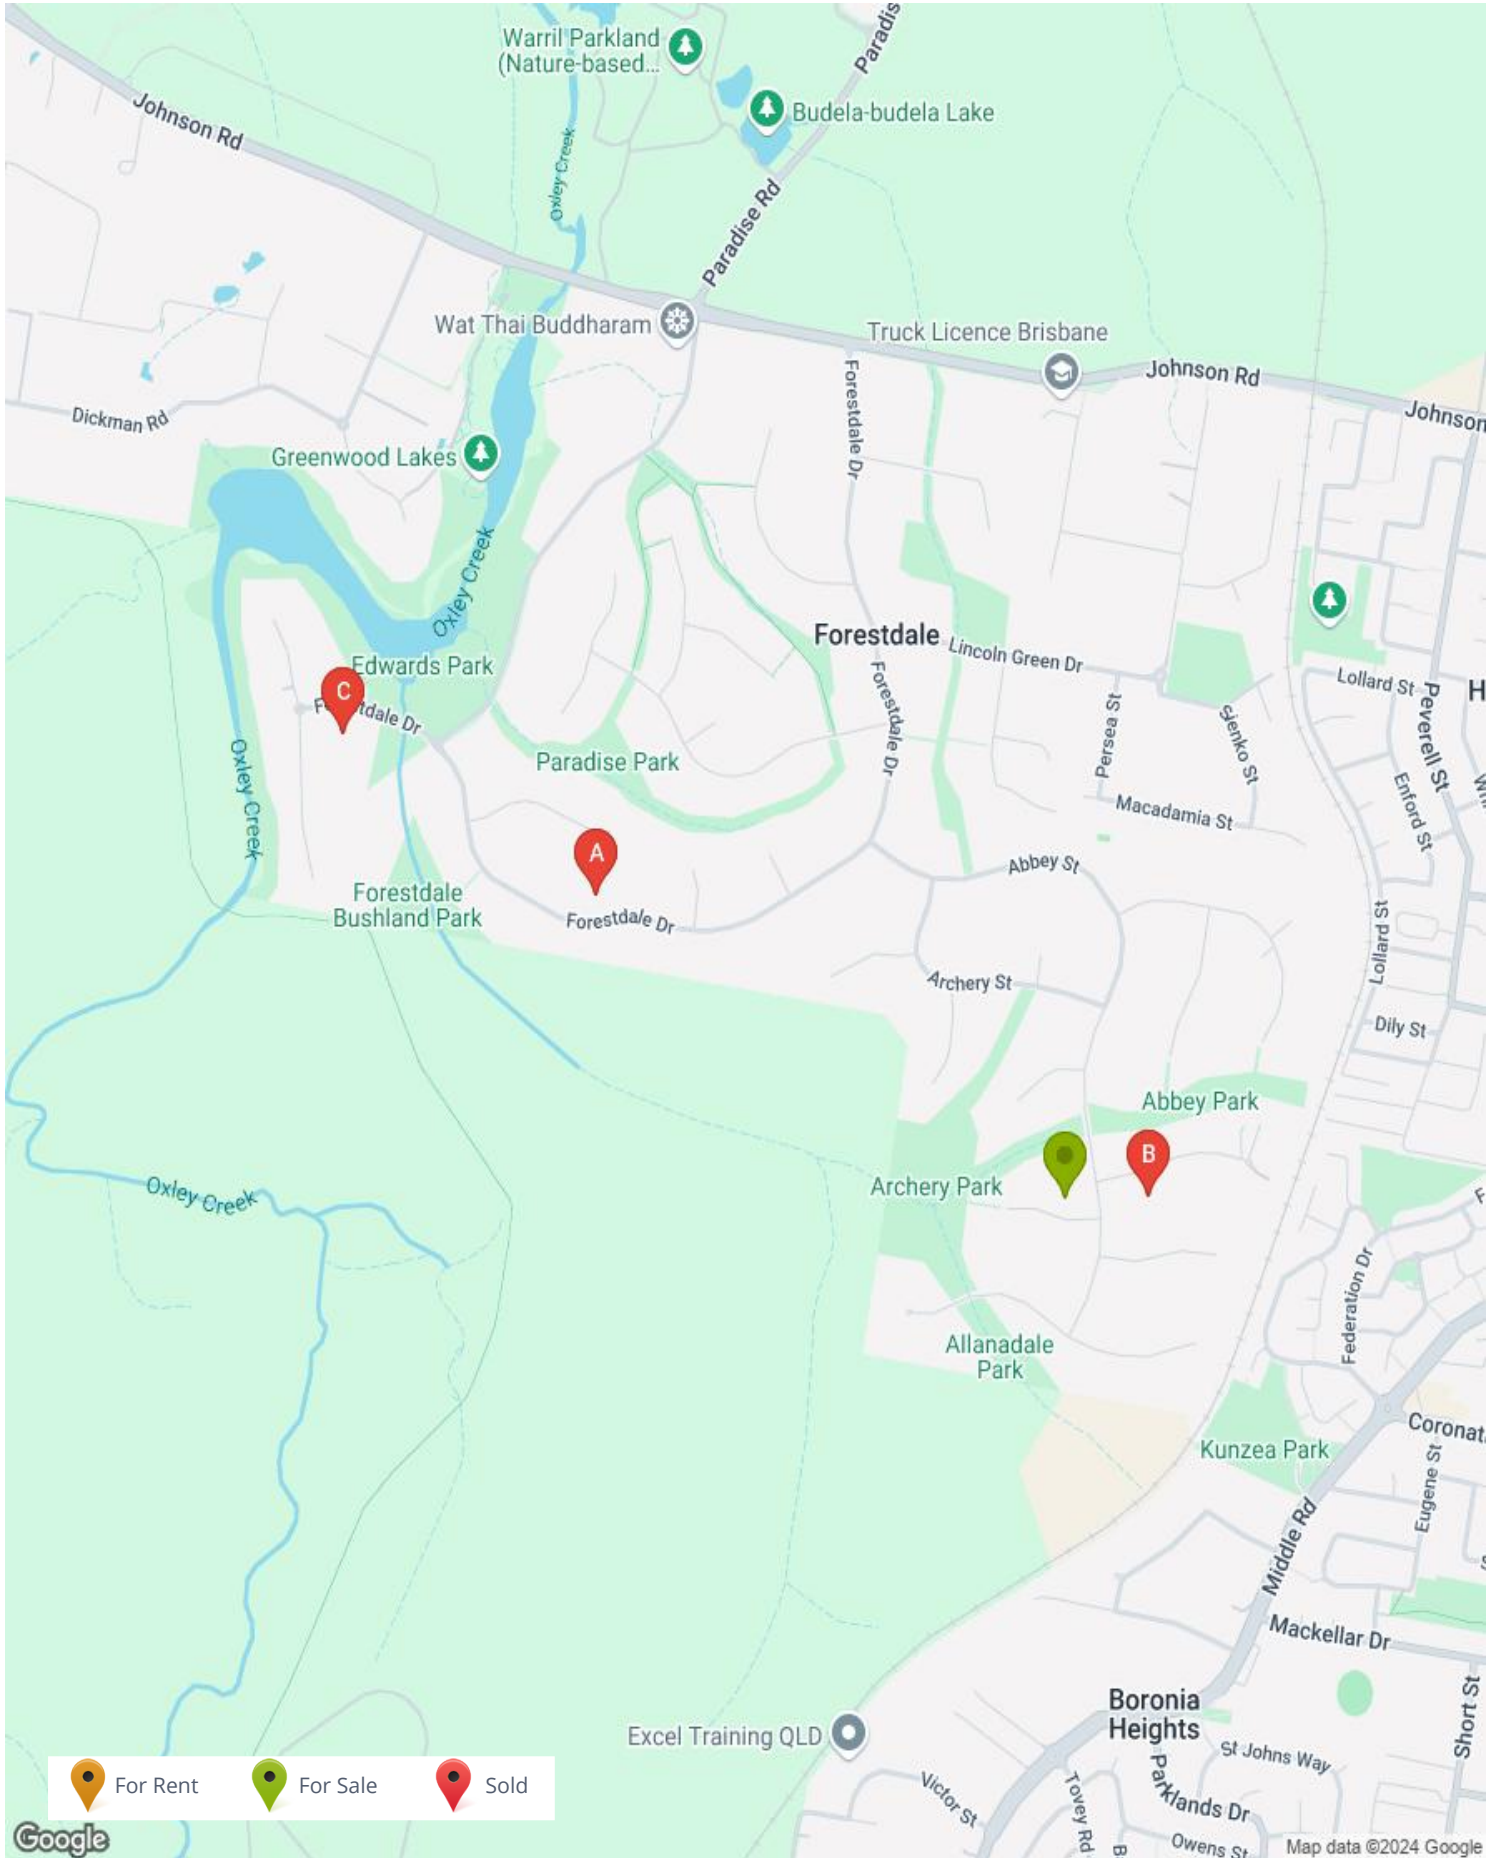 Warril Parkland
(Nature-based...
Paradis
Johnson Rd
Budela-budela Lake
Oxley Creek
Paradise Rd
Wat Thai Buddharam
Truck Licence Brisbane
Johnson Rd
Johnson
Forestdale Dr
Dickman Rd
Greenwood Lakes
Oxley Creek
Forestdale
Lincoln Green Dr
Edwards Park
Lollard St
H
C
Forestdale Dr
Forestdale Dr
Persea St
Slenko St
Peverell St
Oxley Creek
Paradise Park
Macadamia St
Enford St
A
Abbey St
Forestdale
Bushland Park
Forestdale Dr
Lollard St
Archery St
Dily St
Abbey Park
B
Archery Park
Oxley Creek
Federation Dr
Allanadale
Park
Coronat
Kunzea Park
Eugene St
Middle Rd
Mackellar Dr
Boronia
Heights
Short St
Excel Training QLD
St Johns Way
For Rent
For Sale
Sold
Victor St
Tovey Rd
Parklands Dr
Owens St
Google
Map data ©2024 Google